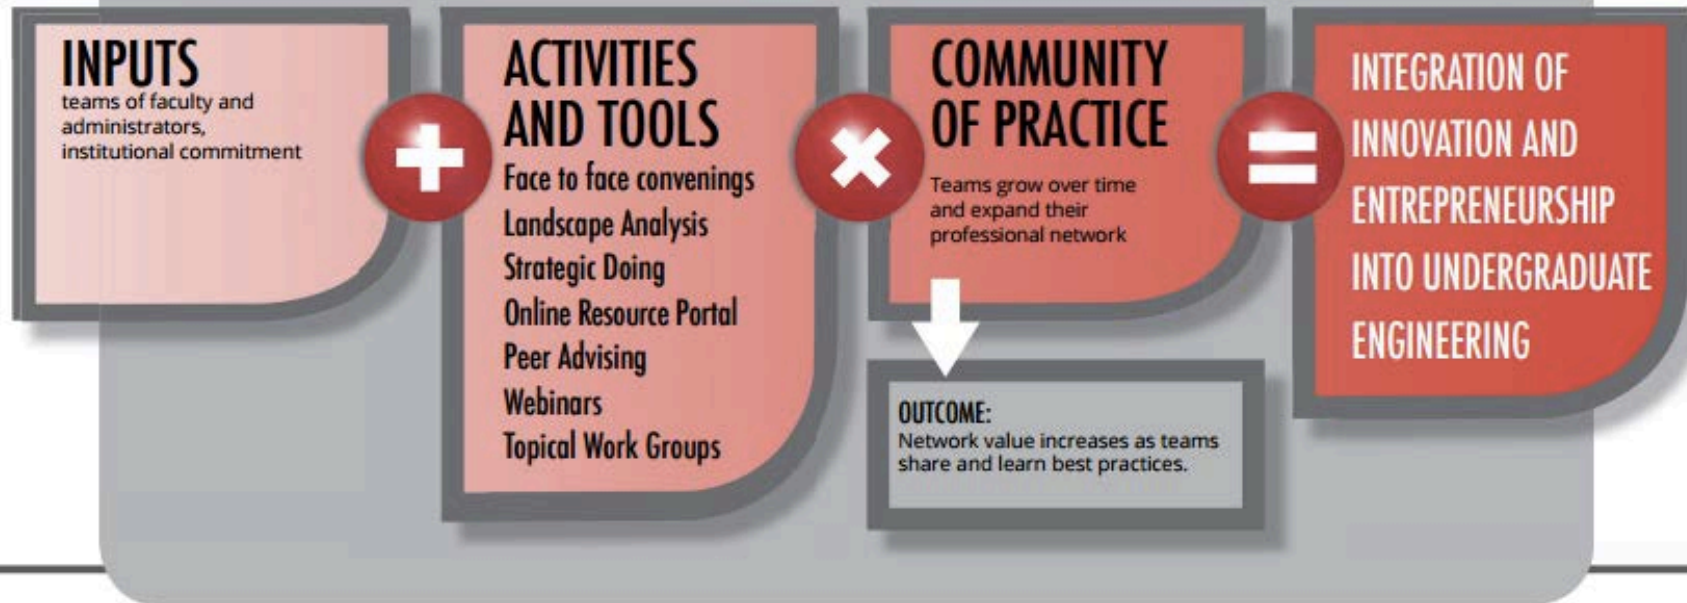 INPUTS
teams of faculty and
administrators,
institutional commitment
+
ACTIVITIES
AND TOOLS
Face to face convenings
Landscape Analysis
Strategic Doing
Online Resource Portal
Peer Advising
Webinars
Topical Work Groups
×
COMMUNITY
OF PRACTICE
Teams grow over time
and expand their
professional network
OUTCOME:
Network value increases as teams
share and learn best practices.
=
INTEGRATION OF
INNOVATION AND
ENTREPRENEURSHIP
INTO UNDERGRADUATE
ENGINEERING